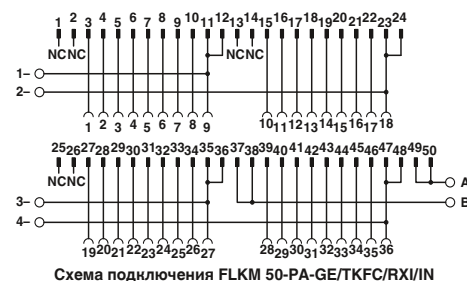 1 2 3 4 5 6 7 8 9 10 11 12 13 14 15 16 17 18 19 20 21 22 23 24
NC NC NC NC
1–
2–
1 2 3 4 5 6 7 8 9 10 11 12 13 14 15 16 17 18
25 26 27 28 29 30 31 32 33 34 35 36 37 38 39 40 41 42 43 44 45 46 47 48 49 50
NC NC
A
3–
B
4–
19 20 21 22 23 24 25 26 27 28 29 30 31 32 33 34 35 36
Схема подключения FLKM 50-PA-GE/TKFC/RXI/IN